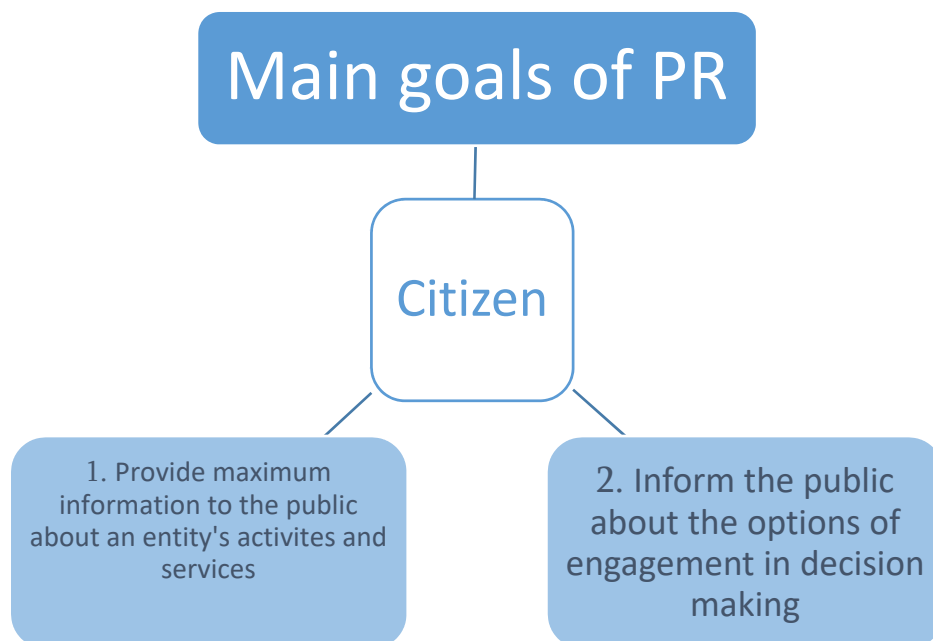 Main goals of PR
Citizen
1. Provide maximum
information to the public
about an entity's activites and
services
2. Inform the public
about the options of
engagement in decision
making